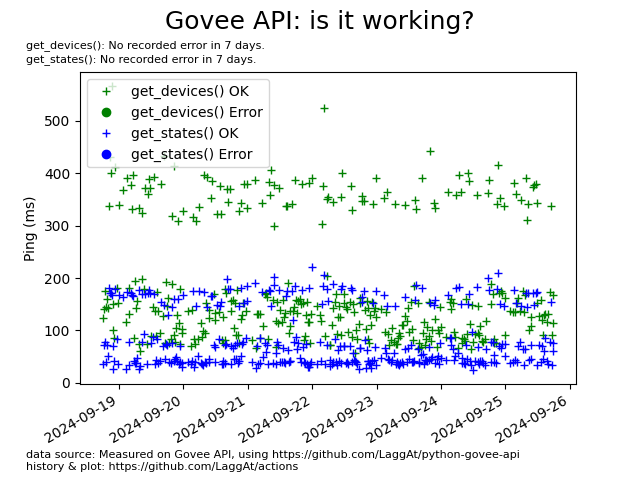 Govee API: is it working?
get_devices(): No recorded error in 7 days.
get_states(): No recorded error in 7 days.
get_devices() OK
get_devices() Error
get_states() OK
get_states() Error
Ping (ms)
500
400
300
200
100
0
2024-09-19
2024-09-20
2024-09-21
2024-09-22
2024-09-23
2024-09-24
2024-09-25
2024-09-26
data source: Measured on Govee API, using https://github.com/LaggAt/python-govee-api
history & plot: https://github.com/LaggAt/actions